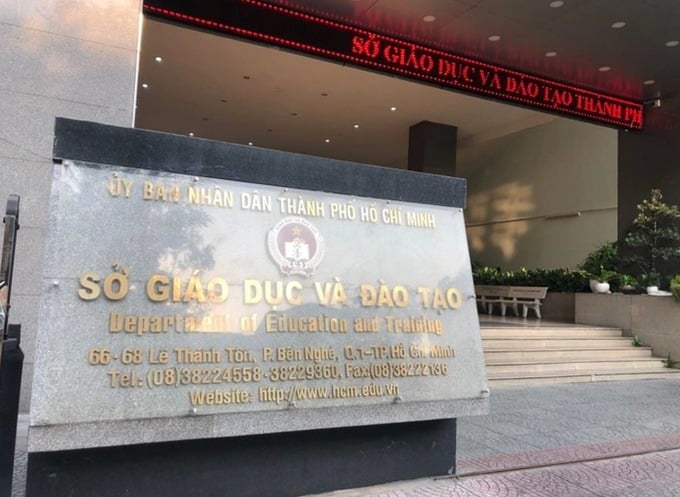 SỞ GIÁO DỤC VÀ ĐÀO TẠO THÀNH PH
ỦY BAN NHÂN DÂN THÀNH PHỐ HỒ CHÍ MINH
SỞ GIÁO DỤC VÀ ĐÀO TẠO
Department of Education and Training
66-68 Lê Thánh Tôn, P. Bến Nghé, Q.1-TP.Hồ Chí Minh
Tel: (08)38224558-38229360, Fax:(08)38222136
Website: http://www.hcm.edu.vn